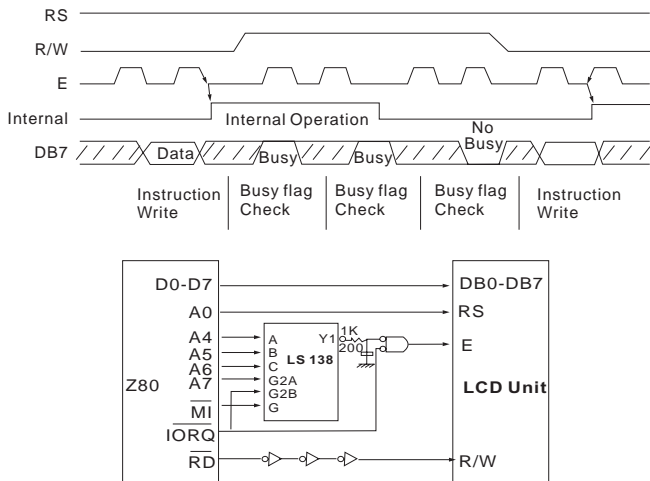 RS
R/W
E
Internal Internal Operation No
Busy
DB7 Data Busy Busy
Instruction Write Busy flag Check Busy flag Check Busy flag Check Instruction Write
D0-D7 DB0-DB7
A0 RS
A4 A Y1 1K
A5 B LS 138 200 E
A6 C
A7 G2A
Z80 G2B LCD Unit
MI G
IORQ
RD R/W